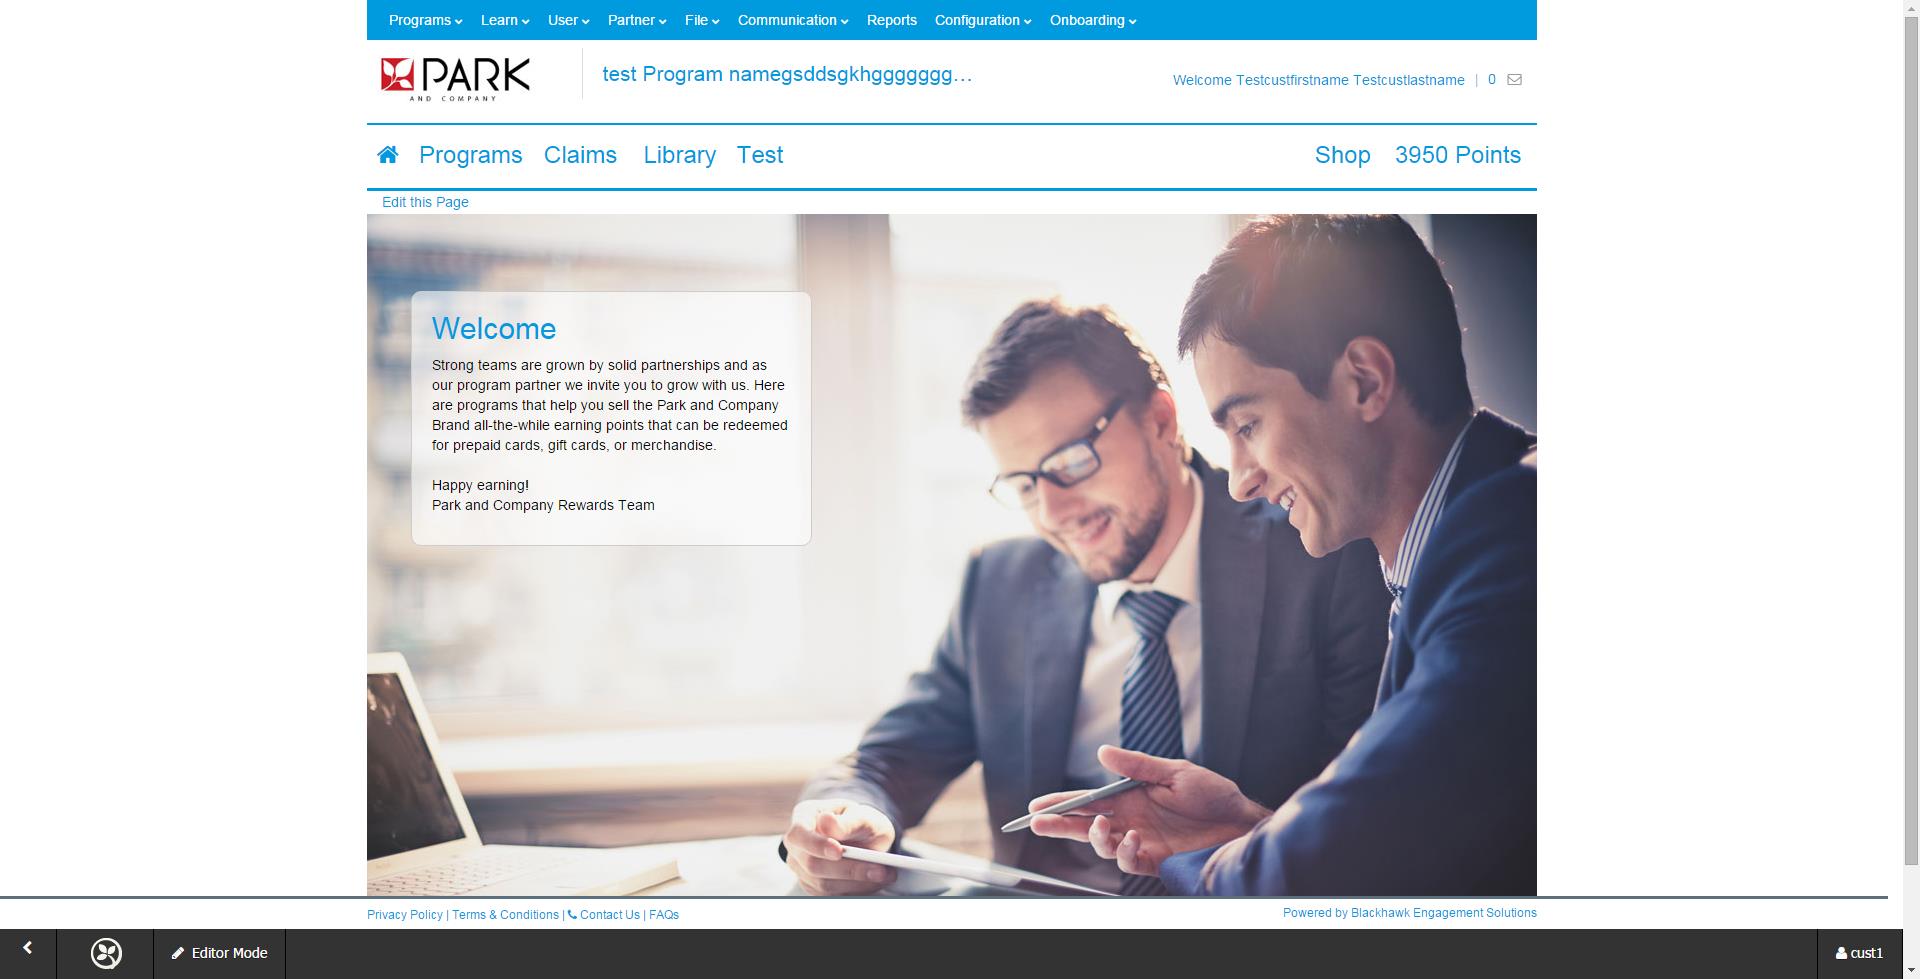 Programs Learn User Partner File Communication Reports Configuration Onboarding
PARK
AND COMPANY
test Program namegsddsgkhggggggg...
Welcome Testcustfirstname Testcustlastname | 0
Programs Claims Library Test Shop 3950 Points
Edit this Page
Welcome
Strong teams are grown by solid partnerships and as
our program partner we invite you to grow with us. Here
are programs that help you sell the Park and Company
Brand all-the-while earning points that can be redeemed
for prepaid cards, gift cards, or merchandise.
Happy earning!
Park and Company Rewards Team
Privacy Policy | Terms & Conditions | Contact Us | FAQs
Powered by Blackhawk Engagement Solutions
Editor Mode
cust1